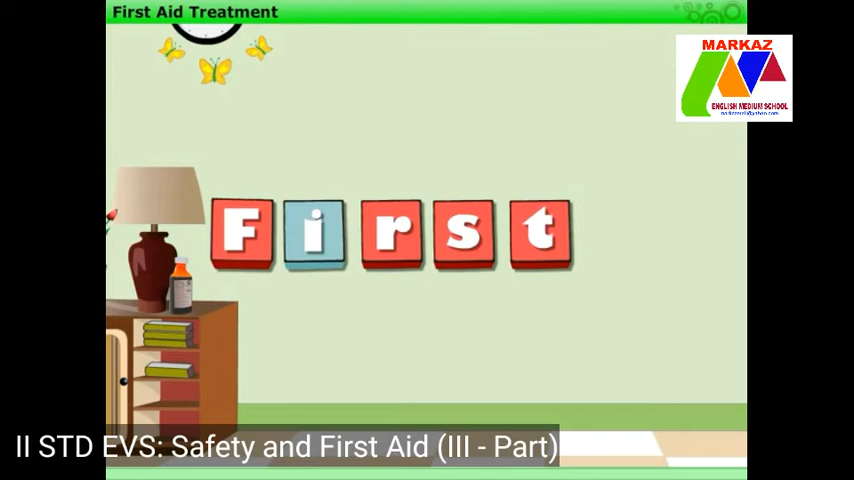 First Aid Treatment
MARKAZ
ENGLISH MEDIUM SCHOOL
First
II STD EVS: Safety and First Aid (III - Part)